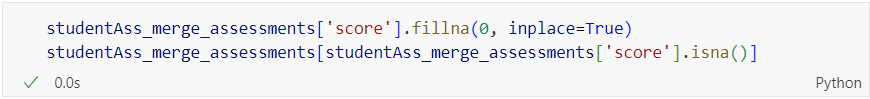 studentAss_merge_assessments['score'].fillna(0, inplace=True)
studentAss_merge_assessments[studentAss_merge_assessments['score'].isna()]
0.0s Python